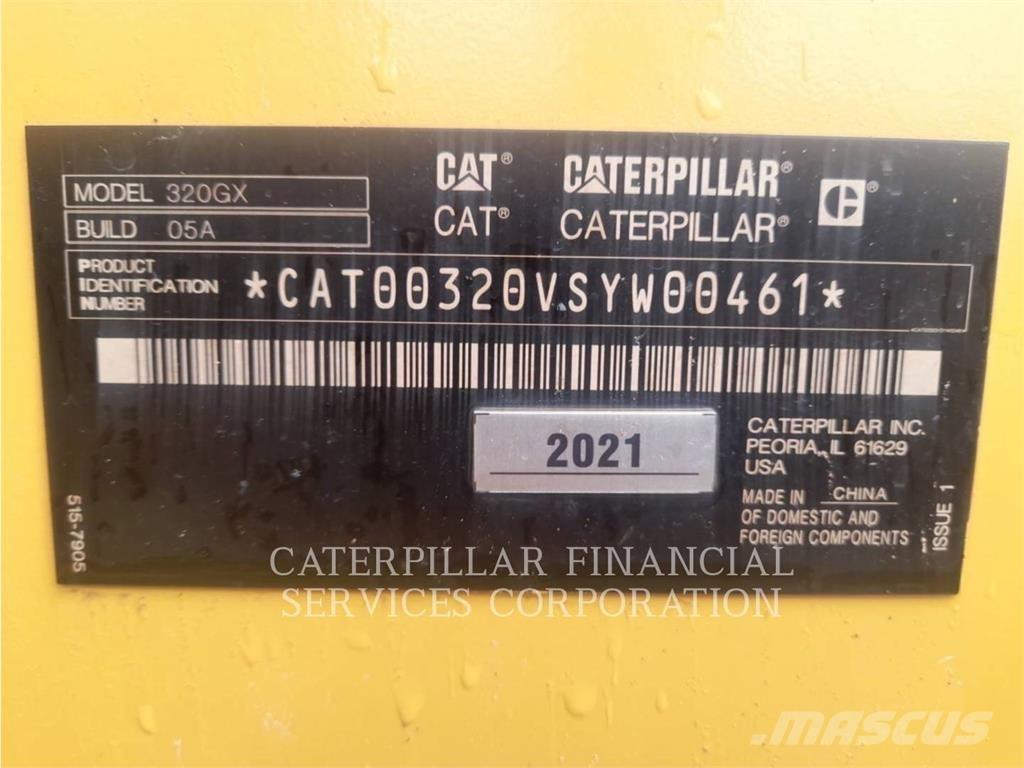 MODEL 320GX
BUILD 05A
CAT® CATERPILLAR®
CAT® CATERPILLAR®
PRODUCT
IDENTIFICATION
NUMBER
*CAT00320VSYW00461*
2021
CATERPILLAR INC.
PEORIA, IL 61629
USA
MADE IN CHINA
OF DOMESTIC AND
FOREIGN COMPONENTS
515-7905
ISSUE 1
CATERPILLAR FINANCIAL
SERVICES CORPORATION
MASCUS